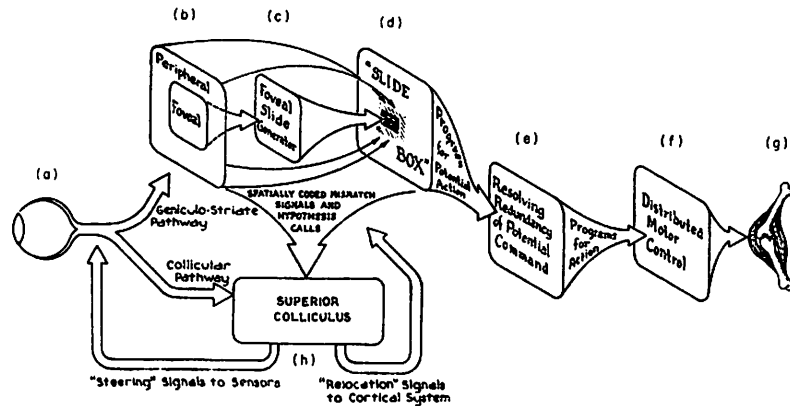 (b)
(c)
(d)
Peripheral
Foveal
Foveal
Slide
Generator
"SLIDE
BOX"
Programs
for
Potential
Action
(e)
(f)
(g)
(a)
Resolving
Redundancy
of Potential
Command
Programs
for
Action
Distributed
Motor
Control
Geniculo-Striate
Pathway
SPATIALLY CODED MISMATCH
SIGNALS AND
HYPOTHESIS
CALLS
Collicular
Pathway
SUPERIOR
COLLICULUS
(h)
"Steering" Signals to Sensors
"Relocation" Signals
to Cortical System